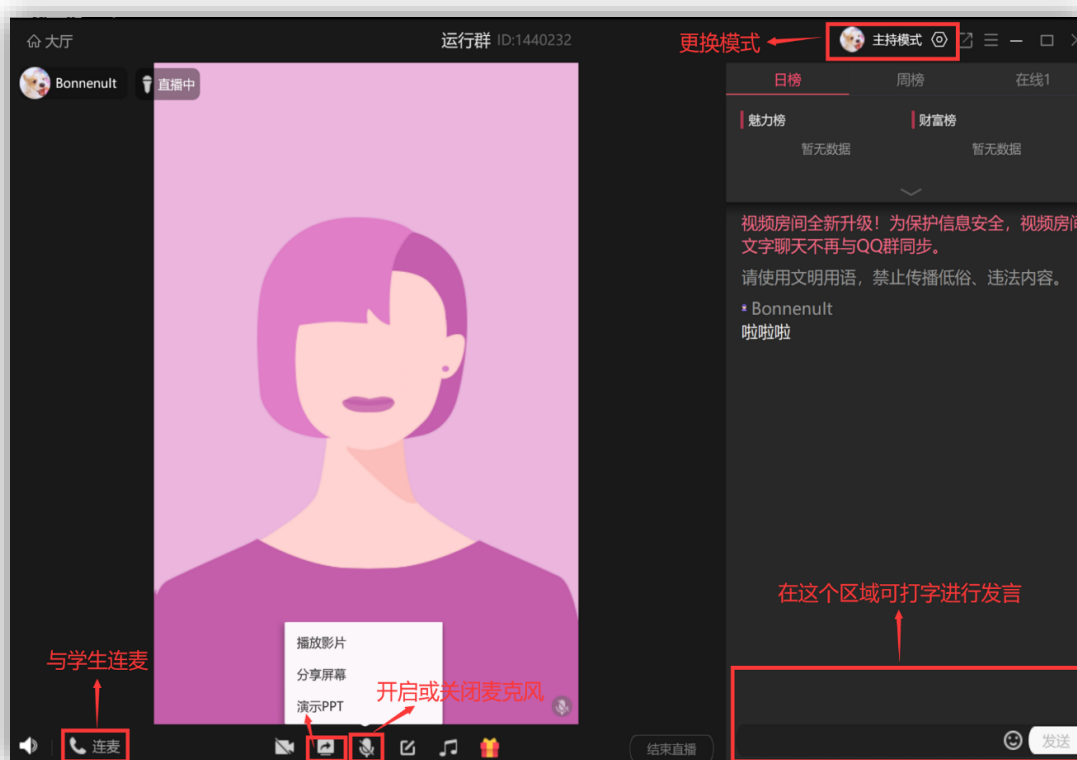 大厅
运行群 ID:1440232
更换模式
主持模式
Bonnenult
直播中
日榜 周榜 在线1
魅力榜 财富榜
暂无数据 暂无数据
视频房间全新升级！为保护信息安全，视频房间
文字聊天不再与QQ群同步。
请使用文明用语，禁止传播低俗、违法内容。
Bonnenult
啦啦啦
在这个区域可打字进行发言
播放影片
分享屏幕
演示PPT
与学生连麦
开启或关闭麦克风
连麦
结束直播
发送